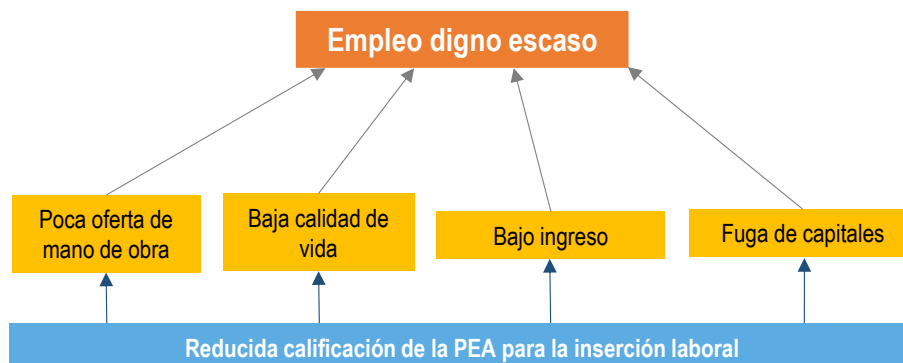 Empleo digno escaso
Poca oferta de
mano de obra
Baja calidad de
vida
Bajo ingreso
Fuga de capitales
Reducida calificación de la PEA para la inserción laboral